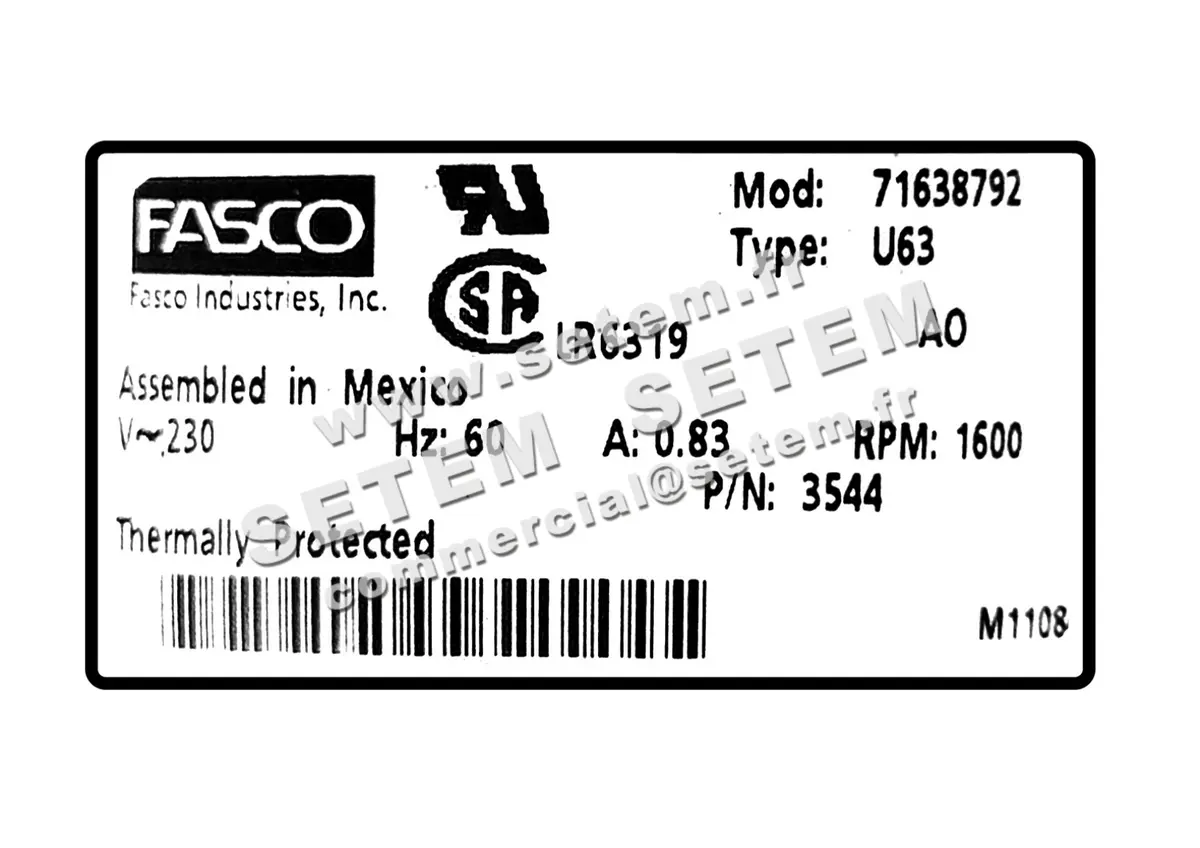 FASCO
Fasco Industries, Inc.
Mod: 71638792
Type: U63
SA
LR6319
AO
Assembled in Mexico
V~ 230 Hz: 60 A: 0.83 RPM: 1600
P/N: 3544
Thermally Protected
M1108
www.setem.fr
SETEM SETEM
commercial@setem.fr